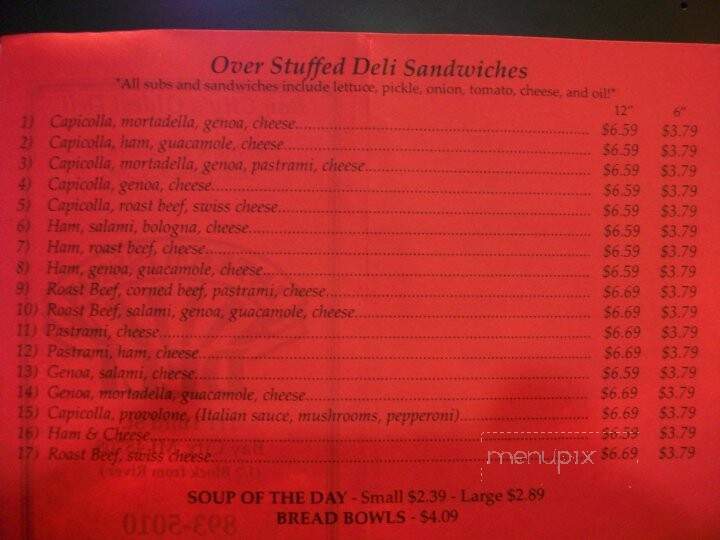 Over Stuffed Deli Sandwiches
"All subs and sandwiches include lettuce, pickle, onion, tomato, cheese, and oil!"
12" 6"
1) Capicolla, mortadella, genoa, cheese $6.59 $3.79
2) Capicolla, ham, guacamole, cheese $6.59 $3.79
3) Capicolla, mortadella, genoa, pastrami, cheese $6.59 $3.79
4) Capicolla, genoa, cheese $6.59 $3.79
5) Capicolla, roast beef, swiss cheese $6.59 $3.79
6) Ham, salami, bologna, cheese $6.59 $3.79
7) Ham, roast beef, cheese $6.59 $3.79
8) Ham, genoa, guacamole, cheese $6.59 $3.79
9) Roast Beef, corned beef, pastrami, cheese $6.69 $3.79
10) Roast Beef, salami, genoa, guacamole, cheese $6.69 $3.79
11) Pastrami, cheese $6.69 $3.79
12) Pastrami, ham, cheese $6.69 $3.79
13) Genoa, salami, cheese $6.59 $3.79
14) Genoa, mortadella, guacamole, cheese $6.69 $3.79
15) Capicolla, provolone, (Italian sauce, mushrooms, pepperoni) $6.69 $3.79
16) Ham & Cheese $6.59 $3.79
17) Roast Beef, swiss cheese $6.69 $3.79
menupix
SOUP OF THE DAY - Small $2.39 - Large $2.89
BREAD BOWLS - $4.09
893-5010